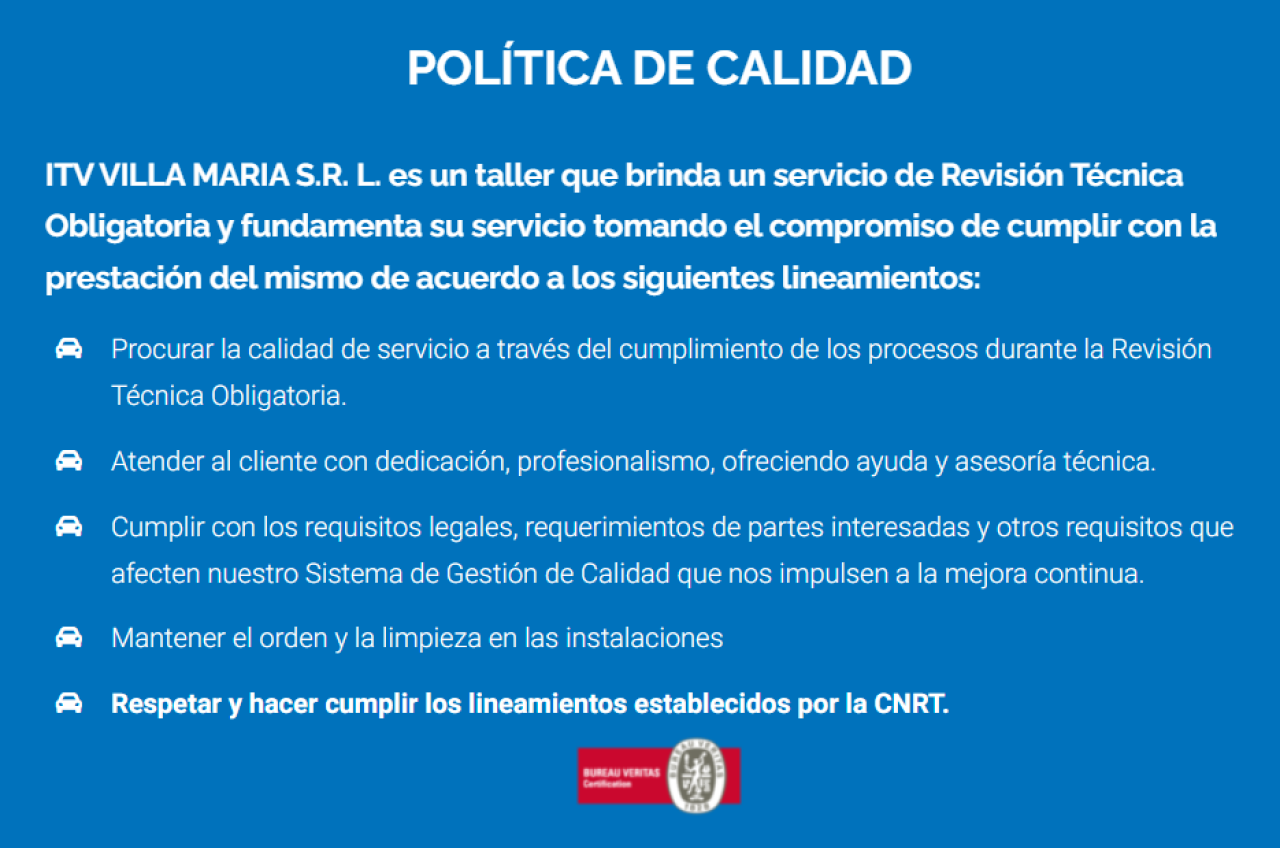 POLÍTICA DE CALIDAD
ITV VILLA MARIA S.R. L. es un taller que brinda un servicio de Revisión Técnica
Obligatoria y fundamenta su servicio tomando el compromiso de cumplir con la
prestación del mismo de acuerdo a los siguientes lineamientos:
Procurar la calidad de servicio a través del cumplimiento de los procesos durante la Revisión
Técnica Obligatoria.
Atender al cliente con dedicación, profesionalismo, ofreciendo ayuda y asesoría técnica.
Cumplir con los requisitos legales, requerimientos de partes interesadas y otros requisitos que
afecten nuestro Sistema de Gestión de Calidad que nos impulsen a la mejora continua.
Mantener el orden y la limpieza en las instalaciones
Respetar y hacer cumplir los lineamientos establecidos por la CNRT.
BUREAU VERITAS
Certification
BUREAU VERITAS
1828